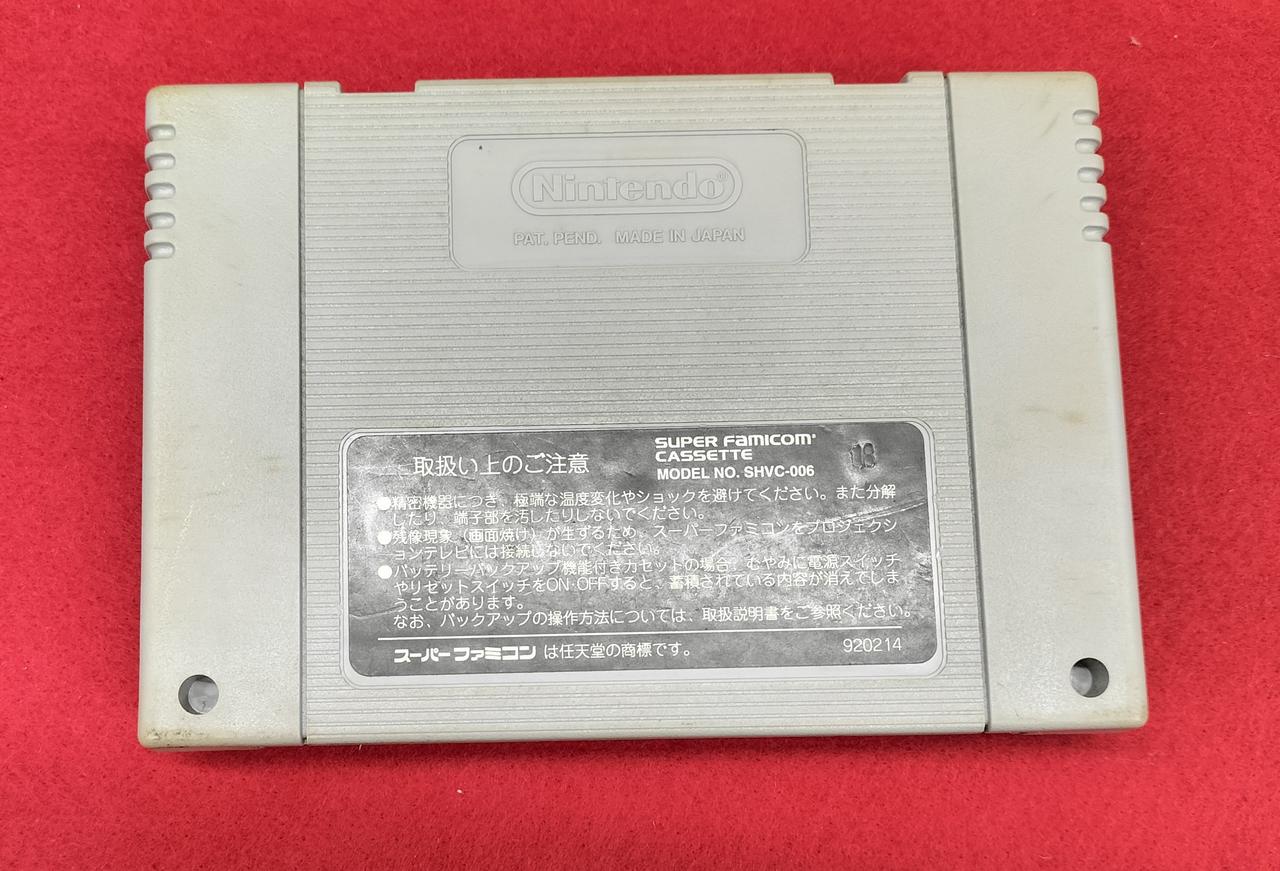 Nintendo®
PAT. PEND. MADE IN JAPAN
取扱い上のご注意
SUPER FAMICOM®
CASSETTE
MODEL NO. SHVC-006
18
●精密機器につき、極端な温度変化やショックを避けてください。また分解
したり、端子部を汚したりしないでください。
●残像現象（画面焼け）が生ずるため、スーパーファミコンをプロジェクシ
ョンテレビには接続しないでください。
●バッテリーバックアップ機能付きカセットの場合、むやみに電源スイッチ
やリセットスイッチをON OFFすると、蓄積されている内容が消えてしま
うことがあります。
なお、バックアップの操作方法については、取扱説明書をご参照ください。
スーパーファミコン は任天堂の商標です。
920214